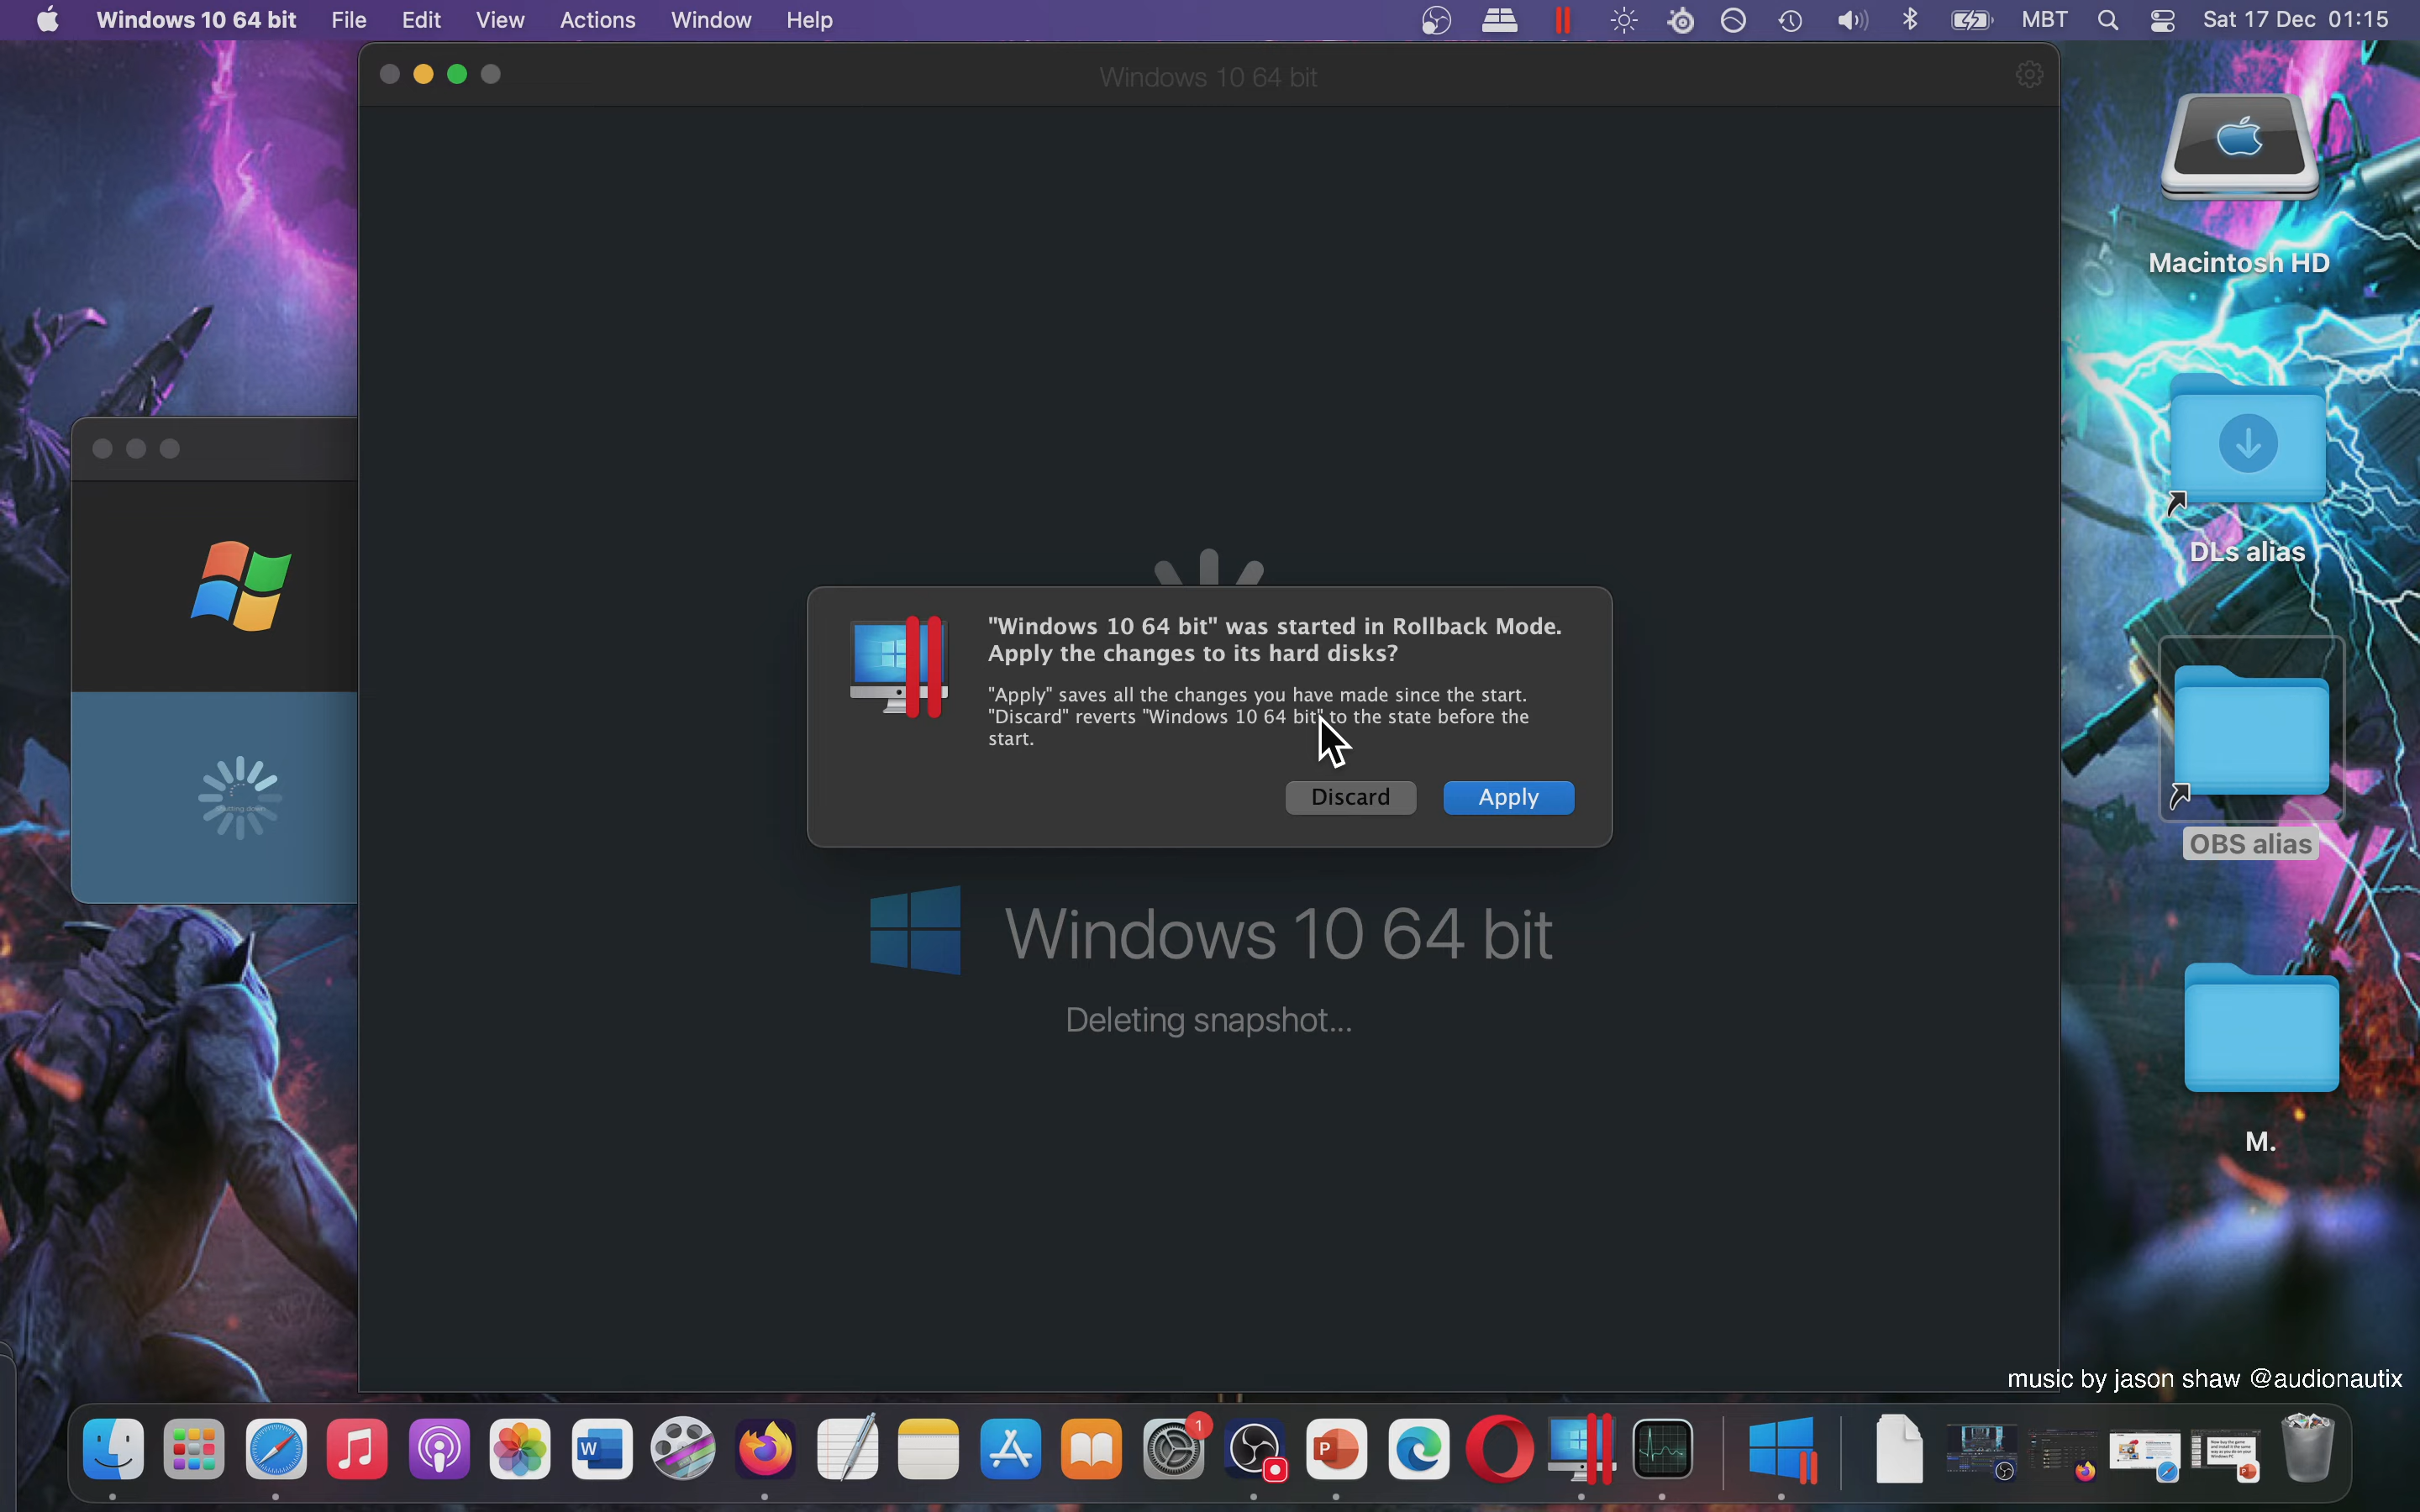 Windows 10 64 bit File Edit View Actions Window Help MBT Sat 17 Dec 01:15
Windows 10 64 bit
Macintosh HD
DLs alias
"Windows 10 64 bit" was started in Rollback Mode.
Apply the changes to its hard disks?
"Apply" saves all the changes you have made since the start.
"Discard" reverts "Windows 10 64 bit" to the state before the
start.
Discard Apply
Shutting down
OBS alias
Windows 10 64 bit
Deleting snapshot...
M.
music by jason shaw @audionautix
1
W
P